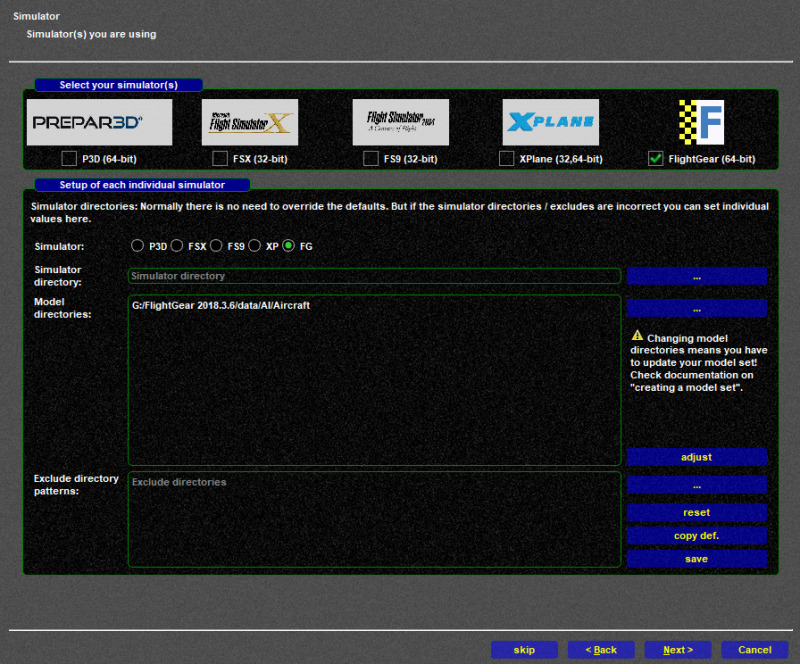 Simulator
Simulator(s) you are using
Select your simulator(s)
PREPAR3D
Flight Simulator X
Flight Simulator
A Century of Flight
XPLANE
F
P3D (64-bit)
FSX (32-bit)
FS9 (32-bit)
XPlane (32,64-bit)
FlightGear (64-bit)
Setup of each individual simulator
Simulator directories: Normally there is no need to override the defaults. But if the simulator directories / excludes are incorrect you can set individual
values here.
Simulator:
P3D
FSX
FS9
XP
FG
Simulator
directory:
Simulator directory
...
Model
directories:
G:/FlightGear 2018.3.6/data/AI/Aircraft
...
Changing model
directories means you have
to update your model set!
Check documentation on
"creating a model set".
adjust
Exclude directory
patterns:
Exclude directories
...
reset
copy def.
save
skip
< Back
Next >
Cancel